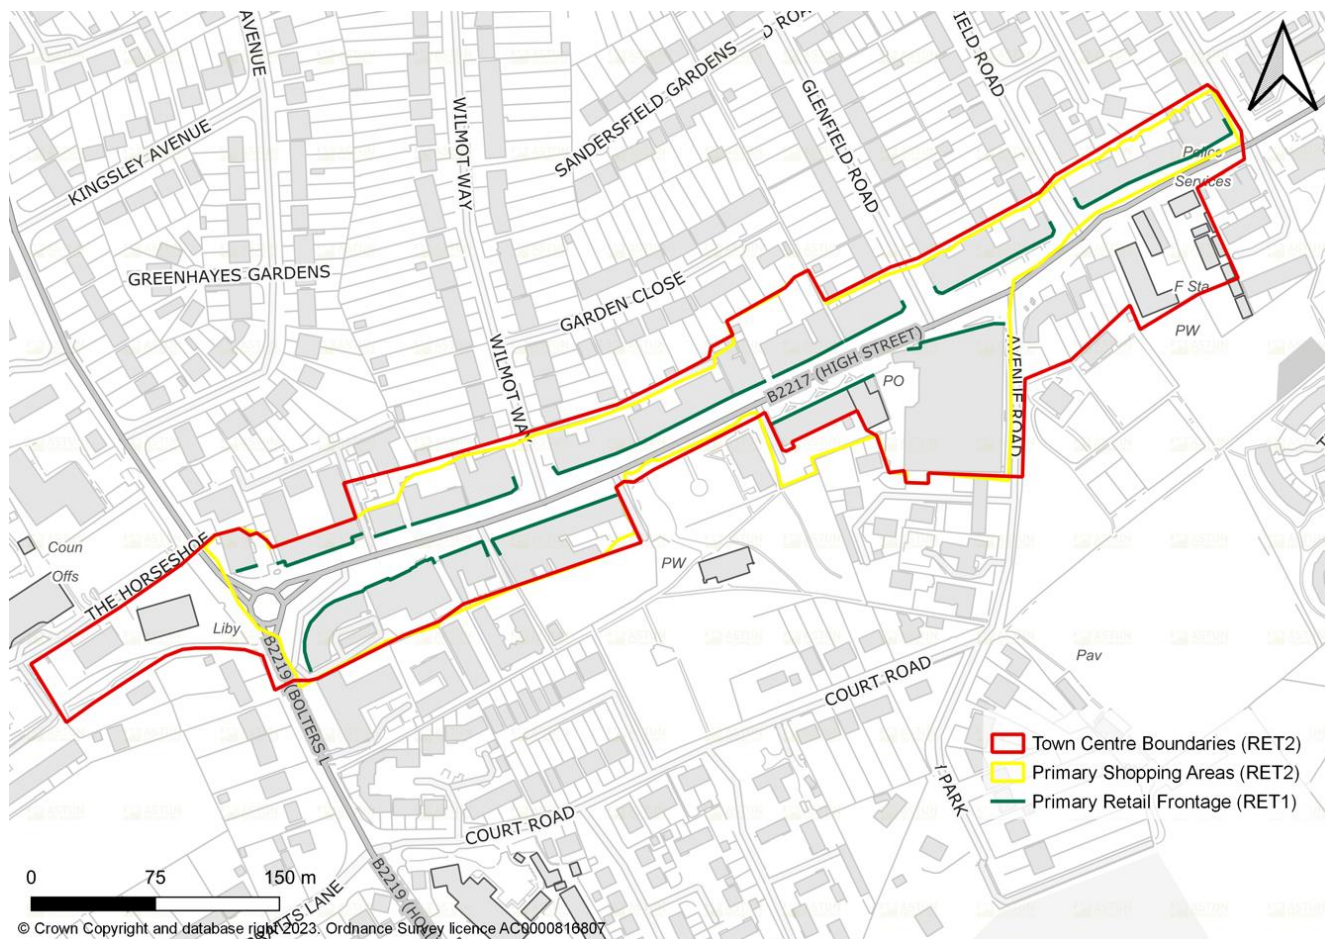 AVENUE
KINGSLEY AVENUE
WILMOT WAY
SANDERSFIELD GARDENS
GLENFIELD ROAD
FIELD ROAD
GREENHAYES GARDENS
GARDEN CLOSE
WILMOT WAY
B2217 (HIGH STREET)
Police
Services
F Sta
PW
AVENUE ROAD
PO
Coun
Offs
THE HORSESHOE
Liby
PW
B2219 (BOLTERS L
COURT ROAD
Pav
PARK
COURT ROAD
B2219 (HO
LANE
Town Centre Boundaries (RET2)
Primary Shopping Areas (RET2)
Primary Retail Frontage (RET1)
0 75 150 m
© Crown Copyright and database right 2023. Ordnance Survey licence AC0000816807